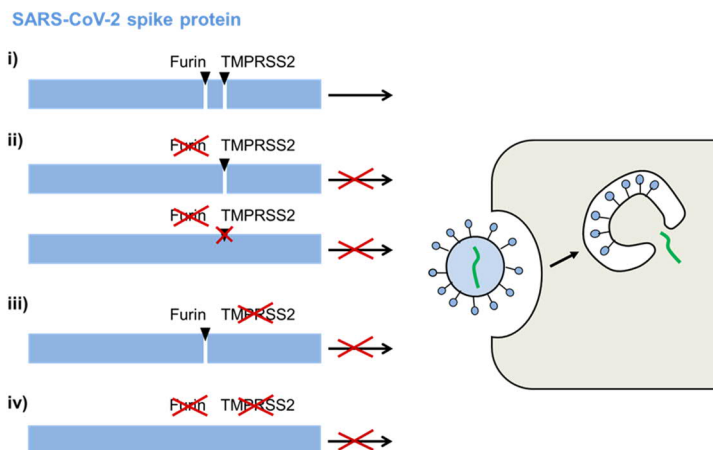 SARS-CoV-2 spike protein
i)
Furin TMPRSS2
ii)
Furin TMPRSS2
Furin TMPRSS2
iii)
Furin TMPRSS2
iv)
Furin TMPRSS2